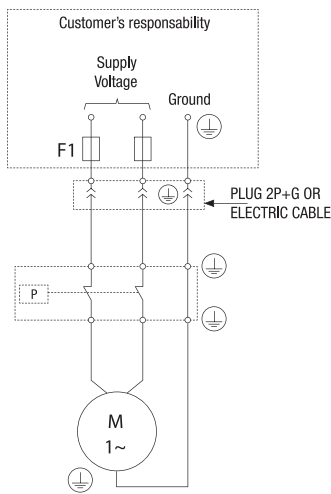 Customer's responsability
Supply
Voltage
Ground
F1
PLUG 2P+G OR
ELECTRIC CABLE
P
M
1~